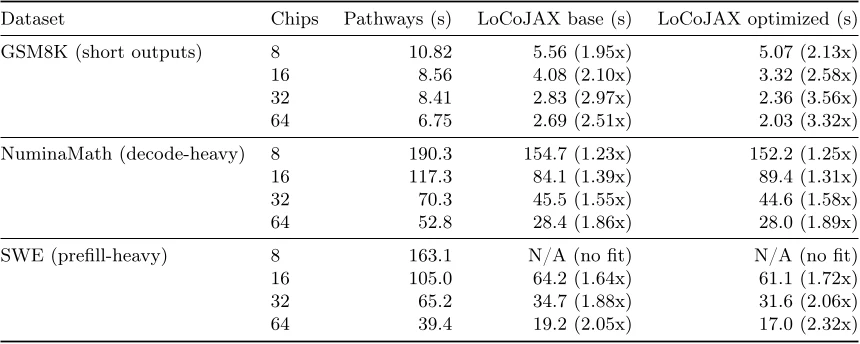 Dataset Chips Pathways (s) LoCoJAX base (s) LoCoJAX optimized (s)
GSM8K (short outputs) 8 10.82 5.56 (1.95x) 5.07 (2.13x)
16 8.56 4.08 (2.10x) 3.32 (2.58x)
32 8.41 2.83 (2.97x) 2.36 (3.56x)
64 6.75 2.69 (2.51x) 2.03 (3.32x)
NuminaMath (decode-heavy) 8 190.3 154.7 (1.23x) 152.2 (1.25x)
16 117.3 84.1 (1.39x) 89.4 (1.31x)
32 70.3 45.5 (1.55x) 44.6 (1.58x)
64 52.8 28.4 (1.86x) 28.0 (1.89x)
SWE (prefill-heavy) 8 163.1 N/A (no fit) N/A (no fit)
16 105.0 64.2 (1.64x) 61.1 (1.72x)
32 65.2 34.7 (1.88x) 31.6 (2.06x)
64 39.4 19.2 (2.05x) 17.0 (2.32x)